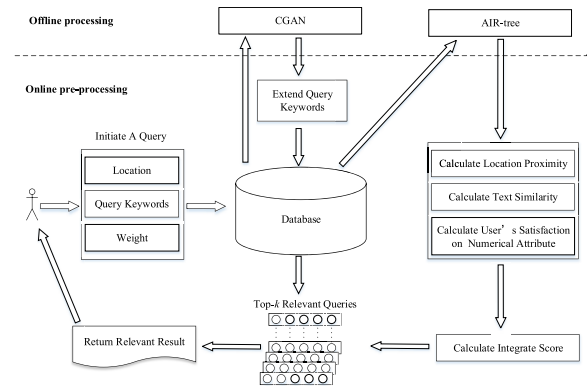 Offline processing
CGAN
AIR-tree
Online pre-processing
Extend Query
Keywords
Initiate A Query
Location
Query Keywords
Weight
Database
Calculate Location Proximity
Calculate Text Similarity
Calculate User's Satisfaction
on Numerical Attribute
Top-k Relevant Queries
Return Relevant Result
Calculate Integrate Score